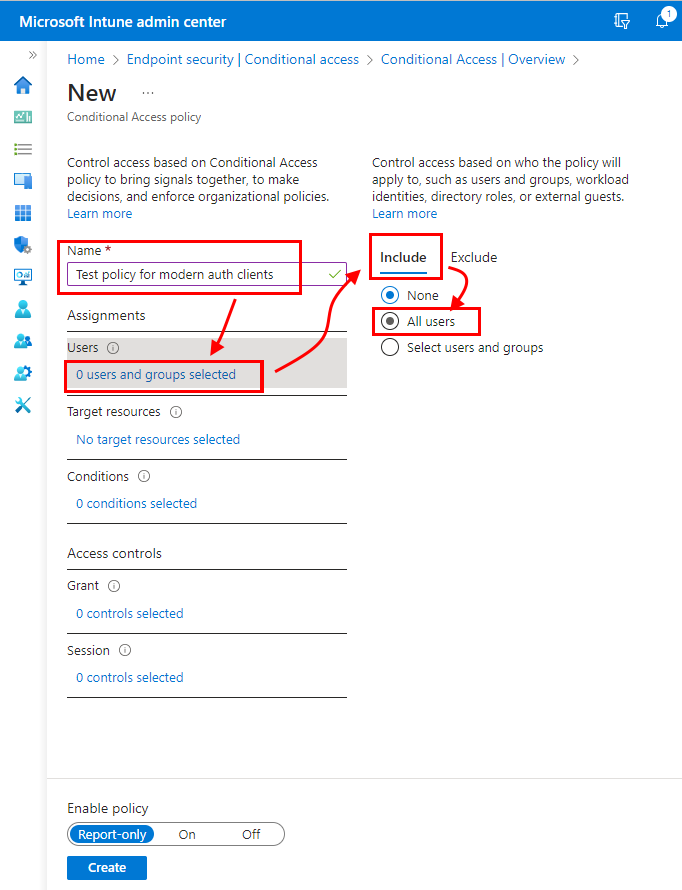 Microsoft Intune admin center
1
Home > Endpoint security | Conditional access > Conditional Access | Overview >
New ...
Conditional Access policy
Control access based on Conditional Access
policy to bring signals together, to make
decisions, and enforce organizational policies.
Learn more
Name *
Test policy for modern auth clients
Assignments
Users
0 users and groups selected
Target resources
No target resources selected
Conditions
0 conditions selected
Access controls
Grant
0 controls selected
Session
0 controls selected
Control access based on who the policy will
apply to, such as users and groups, workload
identities, directory roles, or external guests.
Learn more
Include Exclude
None
All users
Select users and groups
Enable policy
Report-only On Off
Create